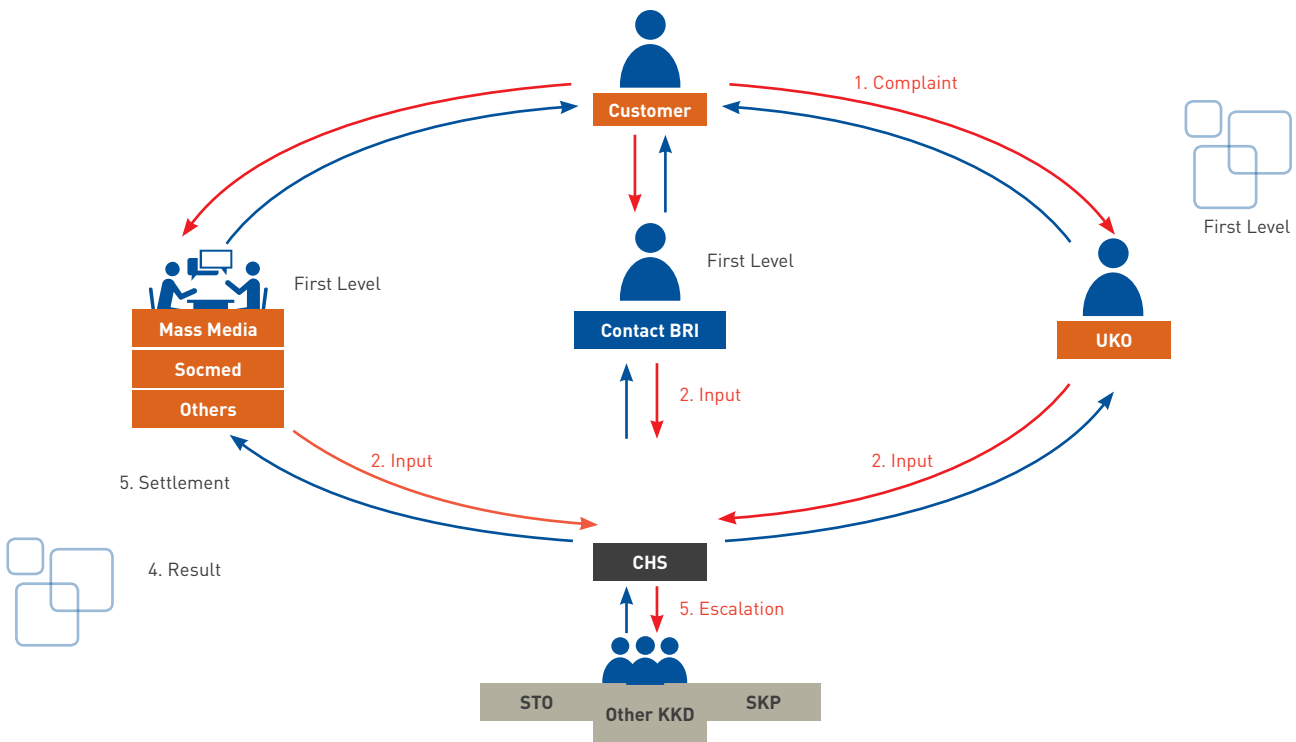 1. Complaint
Customer
First Level
First Level
First Level
Mass Media
Contact BRI
UKO
Socmed
2. Input
Others
2. Input
2. Input
5. Settlement
CHS
4. Result
5. Escalation
STO
Other KKD
SKP